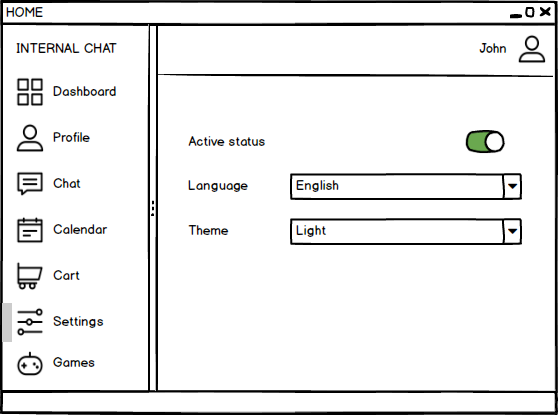 HOME
INTERNAL CHAT
John
Dashboard
Profile
Chat
Calendar
Cart
Settings
Games
Active status
Language
English
Theme
Light